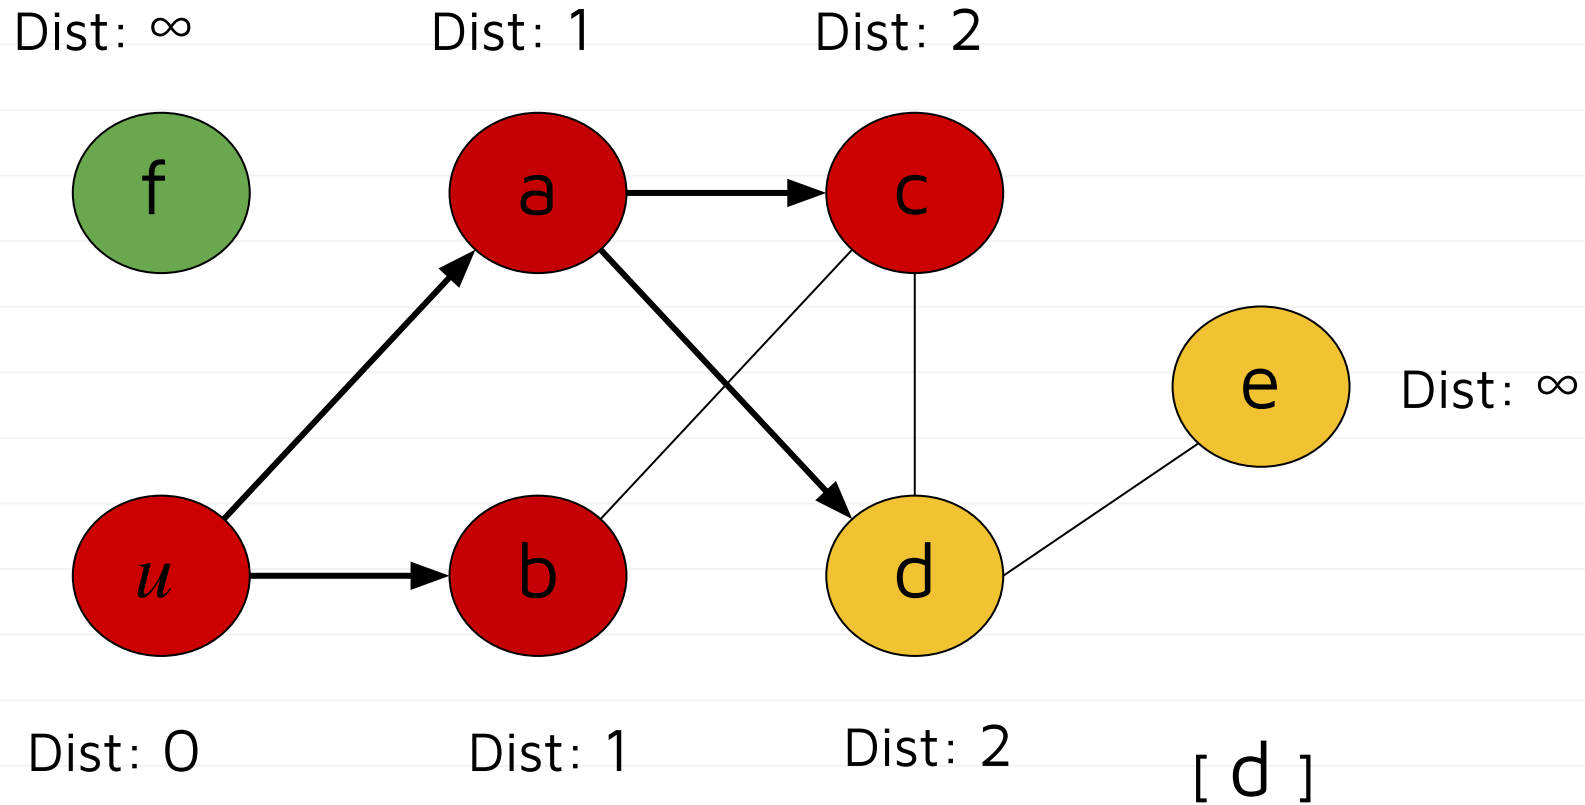 Dist: ∞
Dist: 1
Dist: 2
f
a
c
e
Dist: ∞
u
b
d
Dist: 0
Dist: 1
Dist: 2
[ d ]